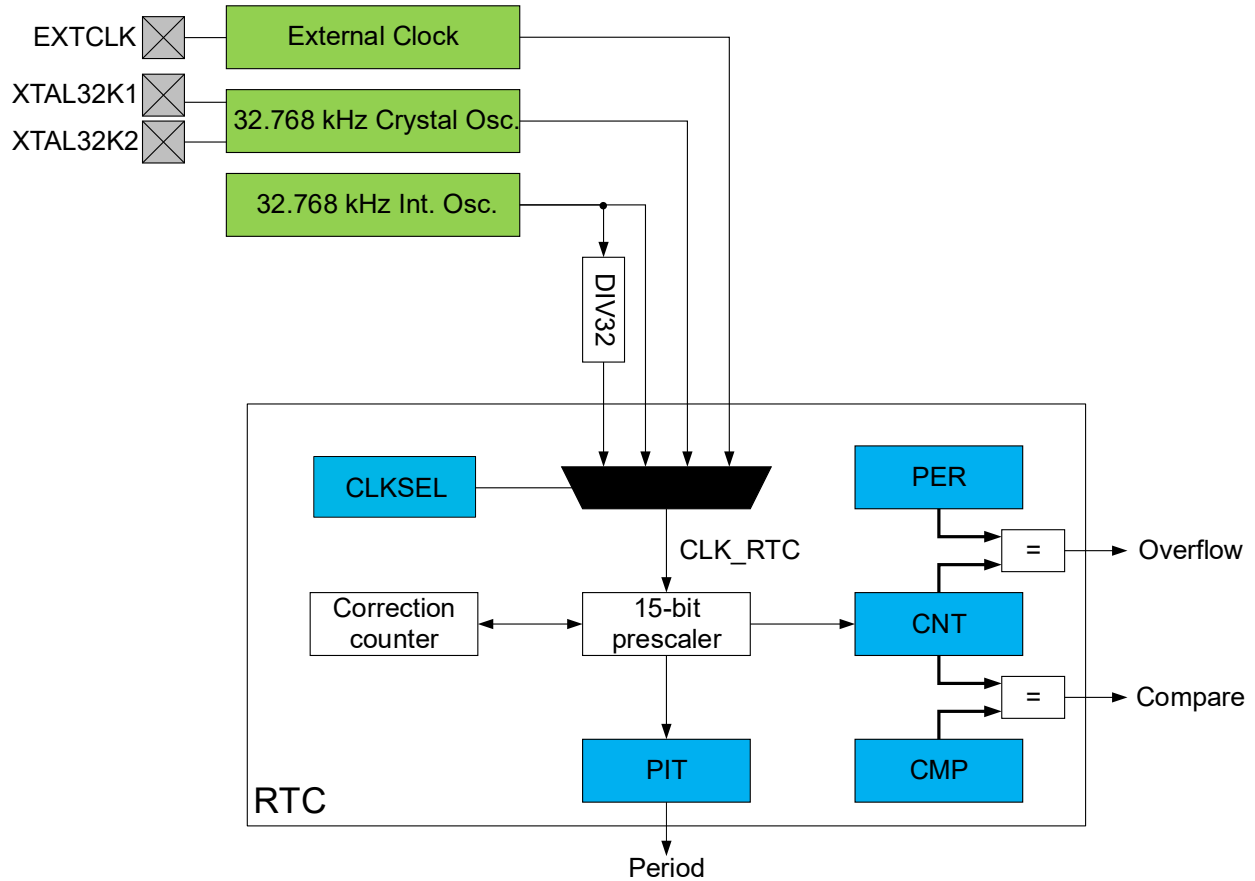 EXTCLK
External Clock
XTAL32K1
XTAL32K2
32.768 kHz Crystal Osc.
32.768 kHz Int. Osc.
DIV32
CLKSEL
PER
CLK_RTC
=
Overflow
Correction
counter
15-bit
prescaler
CNT
=
Compare
PIT
CMP
RTC
Period